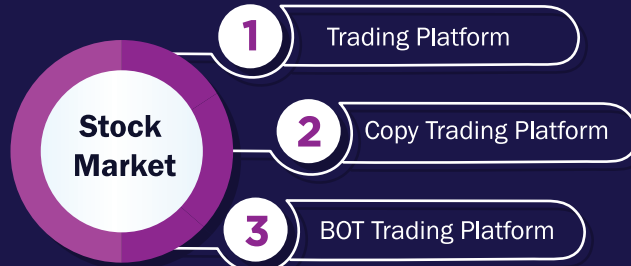 Stock
Market
1
Trading Platform
2
Copy Trading Platform
3
BOT Trading Platform